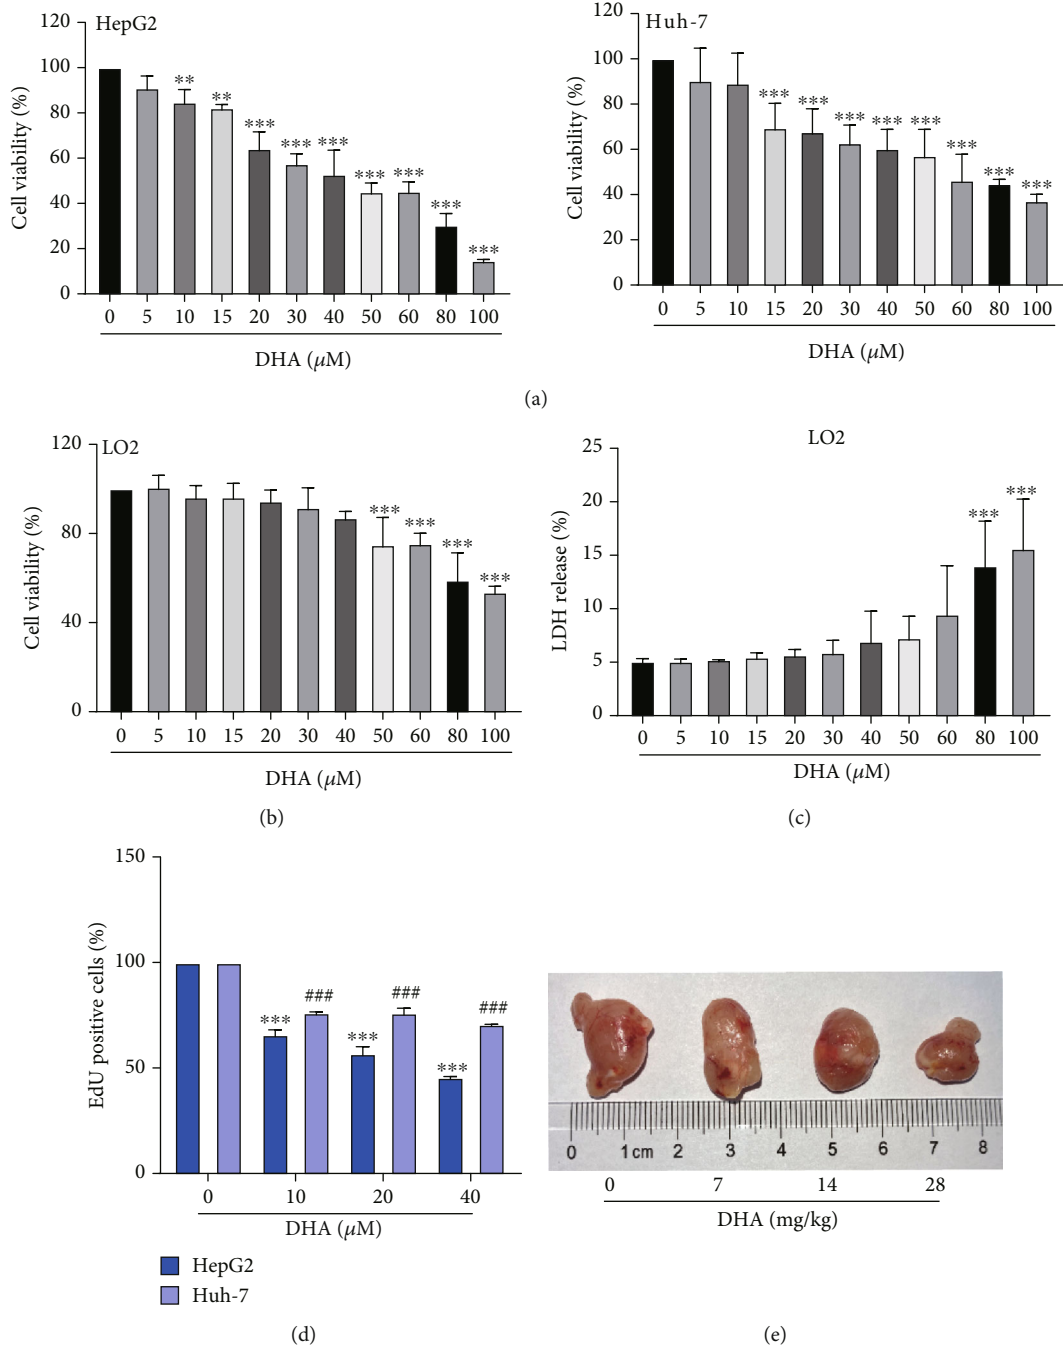 HepG2
120
100
80
60
40
20
0
Cell viability (%)
** ** *** *** *** *** *** *** ***
0 5 10 15 20 30 40 50 60 80 100
DHA (μM)
Huh-7
120
100
80
60
40
20
0
Cell viability (%)
*** *** *** *** *** *** *** ***
0 5 10 15 20 30 40 50 60 80 100
DHA (μM)
(a)
LO2
120
80
40
0
Cell viability (%)
*** *** *** ***
0 5 10 15 20 30 40 50 60 80 100
DHA (μM)
(b)
LO2
25
20
15
10
5
0
LDH release (%)
*** ***
0 5 10 15 20 30 40 50 60 80 100
DHA (μM)
(c)
150
100
50
0
EdU positive cells (%)
*** ### *** ### *** ###
0 10 20 40
DHA (μM)
HepG2
Huh-7
(d)
0 1 cm 2 3 4 5 6 7 8
0 7 14 28
DHA (mg/kg)
(e)